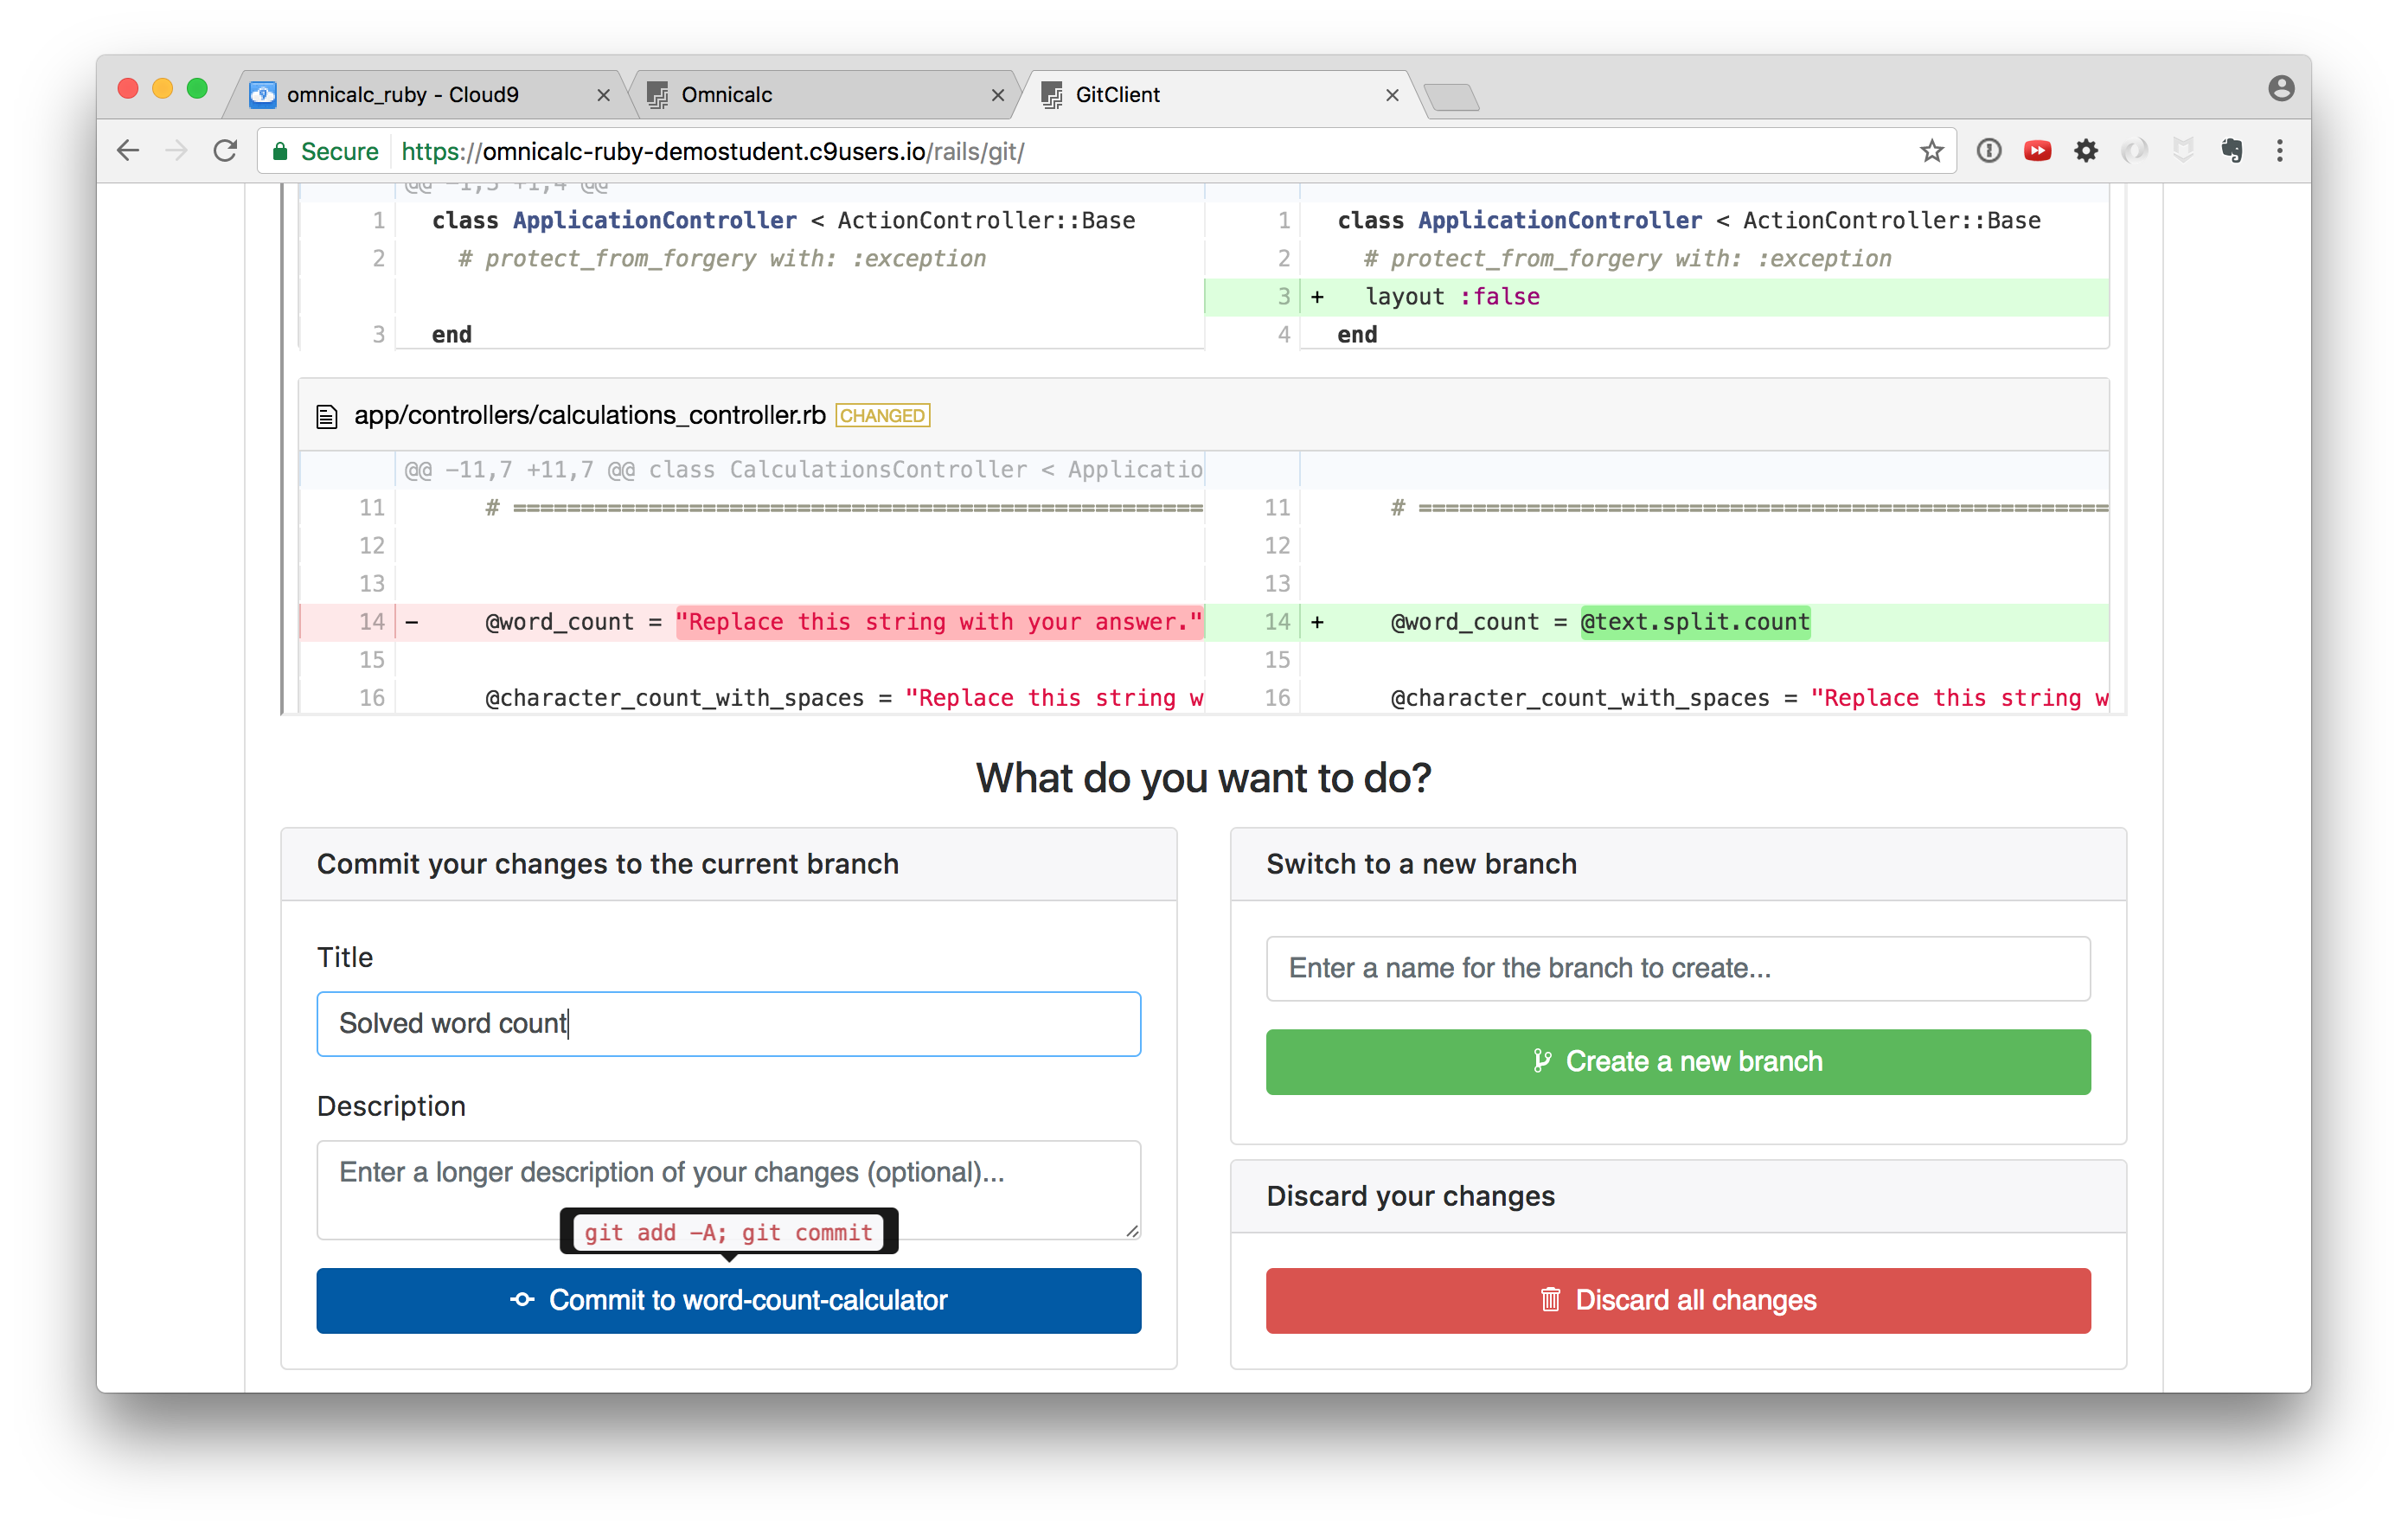 omnicalc_ruby - Cloud9
Omnicalc
GitClient
Secure https://omnicalc-ruby-demostudent.c9users.io/rails/git/
@@ -1,3 +1,4 @@
1 class ApplicationController < ActionController::Base
1 class ApplicationController < ActionController::Base
2 # protect_from_forgery with: :exception
2 # protect_from_forgery with: :exception
3 + layout :false
3 end
4 end
app/controllers/calculations_controller.rb CHANGED
@@ -11,7 +11,7 @@ class CalculationsController < Applicatio
11 # ===================================================
11 # ===================================================
12
12
13
13
14 - @word_count = "Replace this string with your answer."
14 + @word_count = @text.split.count
15
15
16 @character_count_with_spaces = "Replace this string w
16 @character_count_with_spaces = "Replace this string w
What do you want to do?
Commit your changes to the current branch
Title
Solved word count
Description
Enter a longer description of your changes (optional)...
git add -A; git commit
Commit to word-count-calculator
Switch to a new branch
Enter a name for the branch to create...
Create a new branch
Discard your changes
Discard all changes